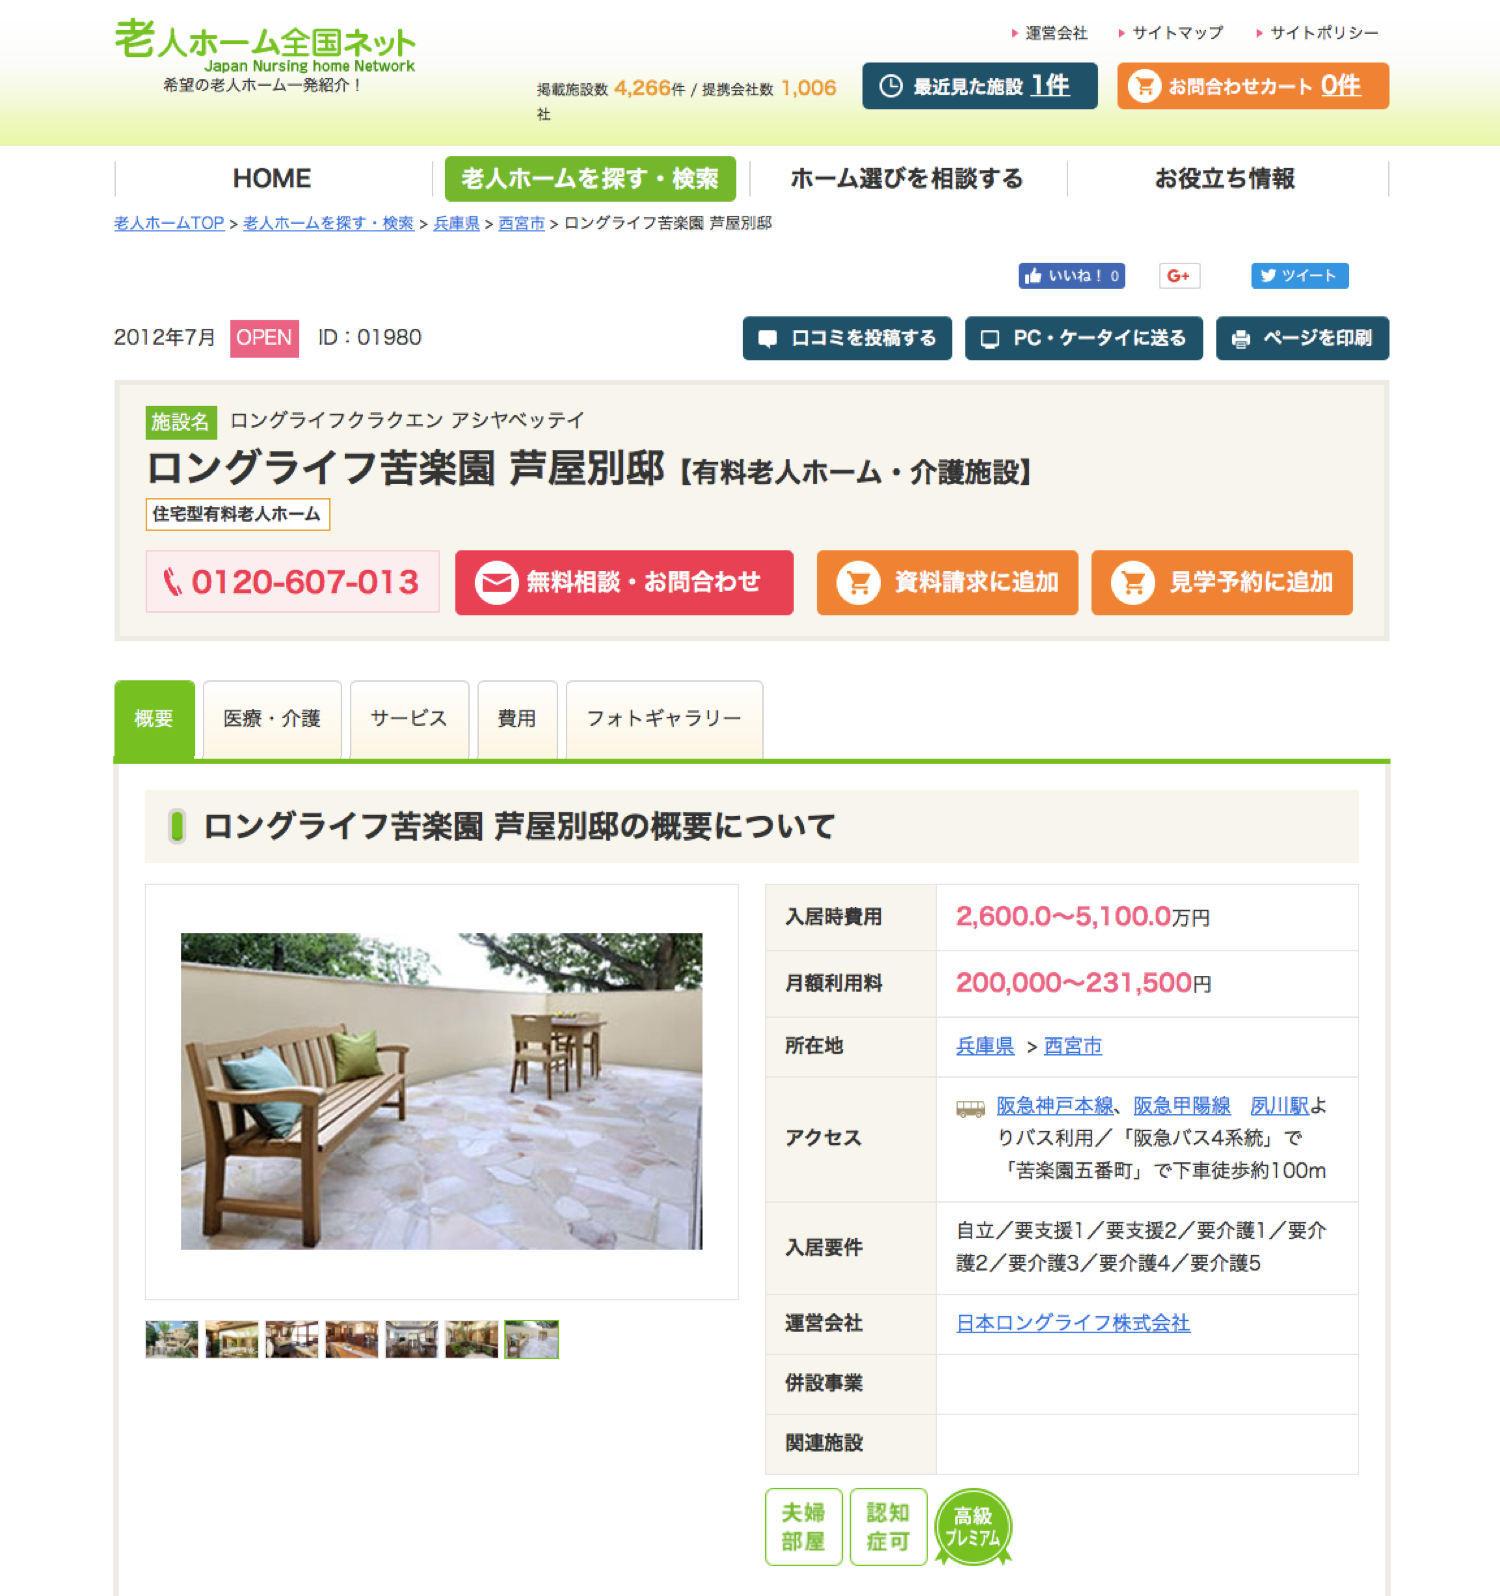 老人ホーム全国ネット
Japan Nursing home Network
希望の老人ホーム一発紹介！
運営会社 サイトマップ サイトポリシー
掲載施設数 4,266件 / 提携会社数 1,006
社
最近見た施設 1件
お問合わせカート 0件
HOME
老人ホームを探す・検索
ホーム選びを相談する
お役立ち情報
老人ホームTOP > 老人ホームを探す・検索 > 兵庫県 > 西宮市 > ロングライフ苦楽園 芦屋別邸
いいね！ 0
G+
ツイート
2012年7月 OPEN ID：01980
口コミを投稿する
PC・ケータイに送る
ページを印刷
施設名 ロングライフクラクエン アシヤベッテイ
ロングライフ苦楽園 芦屋別邸【有料老人ホーム・介護施設】
住宅型有料老人ホーム
0120-607-013
無料相談・お問合わせ
資料請求に追加
見学予約に追加
概要
医療・介護
サービス
費用
フォトギャラリー
ロングライフ苦楽園 芦屋別邸の概要について
入居時費用 2,600.0〜5,100.0万円
月額利用料 200,000〜231,500円
所在地 兵庫県 > 西宮市
アクセス 阪急神戸本線、阪急甲陽線　夙川駅よ
りバス利用／「阪急バス4系統」で
「苦楽園五番町」で下車徒歩約100m
入居要件 自立／要支援1／要支援2／要介護1／要介
護2／要介護3／要介護4／要介護5
運営会社 日本ロングライフ株式会社
併設事業
関連施設
夫婦
部屋
認知
症可
高級
プレミアム